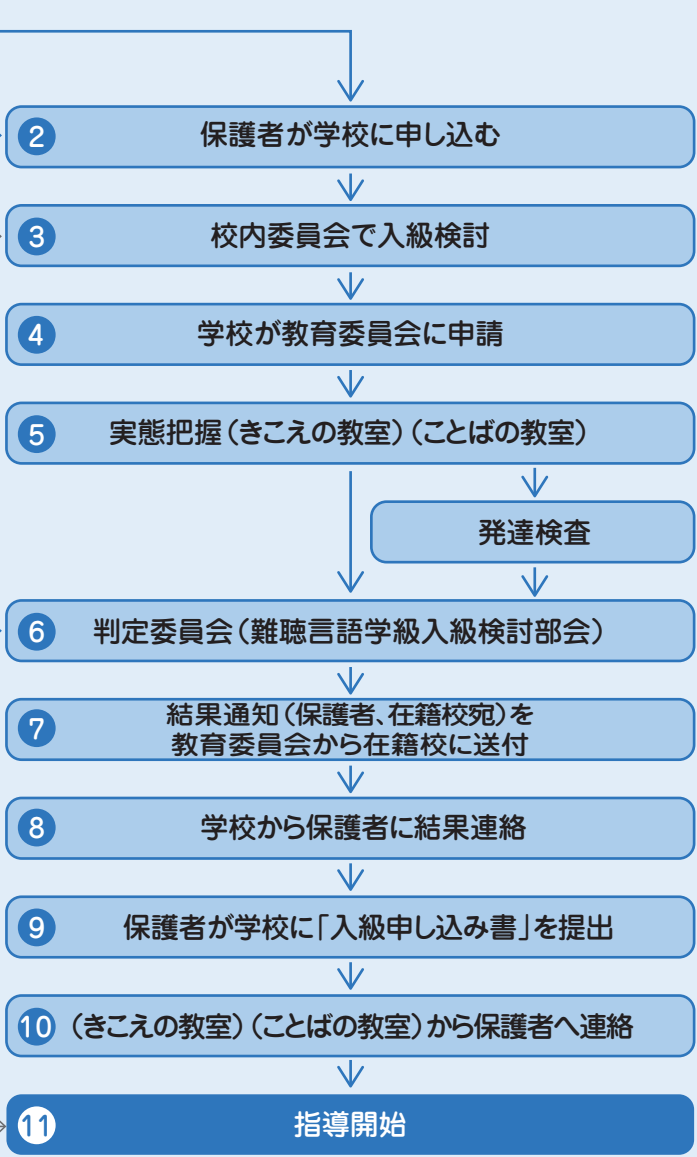 ② 保護者が学校に申し込む
③ 校内委員会で入級検討
④ 学校が教育委員会に申請
⑤ 実態把握（きこえの教室）（ことばの教室）
発達検査
⑥ 判定委員会（難聴言語学級入級検討部会）
⑦ 結果通知（保護者、在籍校宛）を
教育委員会から在籍校に送付
⑧ 学校から保護者に結果連絡
⑨ 保護者が学校に「入級申し込み書」を提出
⑩ （きこえの教室）（ことばの教室）から保護者へ連絡
⑪ 指導開始